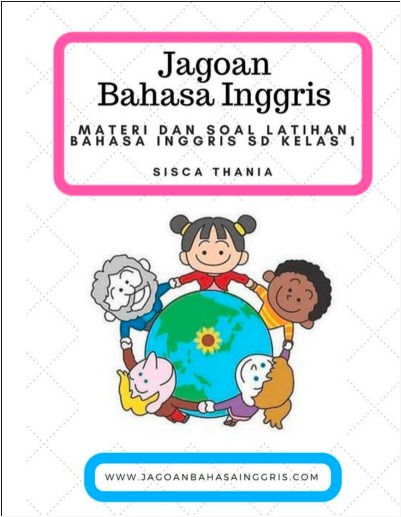 Jagoan
Bahasa Inggris
MATERI DAN SOAL LATIHAN
BAHASA INGGRIS SD KELAS 1
SISCA THANIA
WWW.JAGOANBAHASAINGGRIS.COM